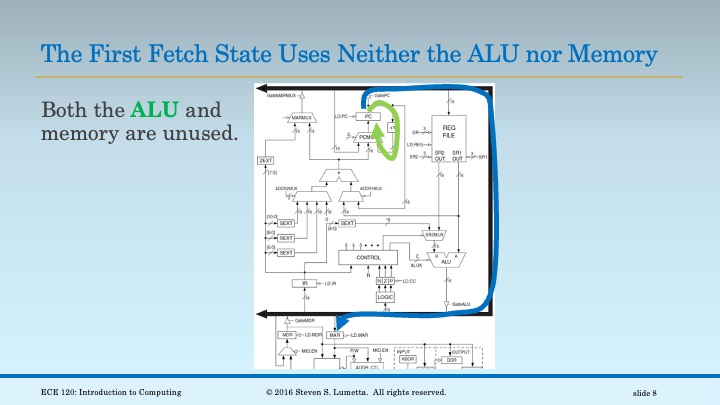 The First Fetch State Uses Neither the ALU nor Memory
Both the ALU and
memory are unused.
GateMARMUX
GatePC
MARMUX
LD.PC
PC
+1
REG
FILE
DR
3
LD.REG
SR2
3
SR2
OUT
SR1
OUT
3
SR1
ZEXT
[7:0]
+
ADDR2MUX
ADDR1MUX
[10:0]
SEXT
SEXT
[4:0]
[8:0]
SEXT
[5:0]
SEXT
SR2MUX
CONTROL
R
2
ALUK
B
A
ALU
IR
LD.IR
N Z P
LD.CC
LOGIC
GateALU
GateMDR
MDR
LD.MDR
MAR
LD.MAR
MIO.EN
R/W
MIO.EN
INPUT
OUTPUT
KBDR
DDR
ADDR. CTL
ECE 120: Introduction to Computing
© 2016 Steven S. Lumetta. All rights reserved.
slide 8